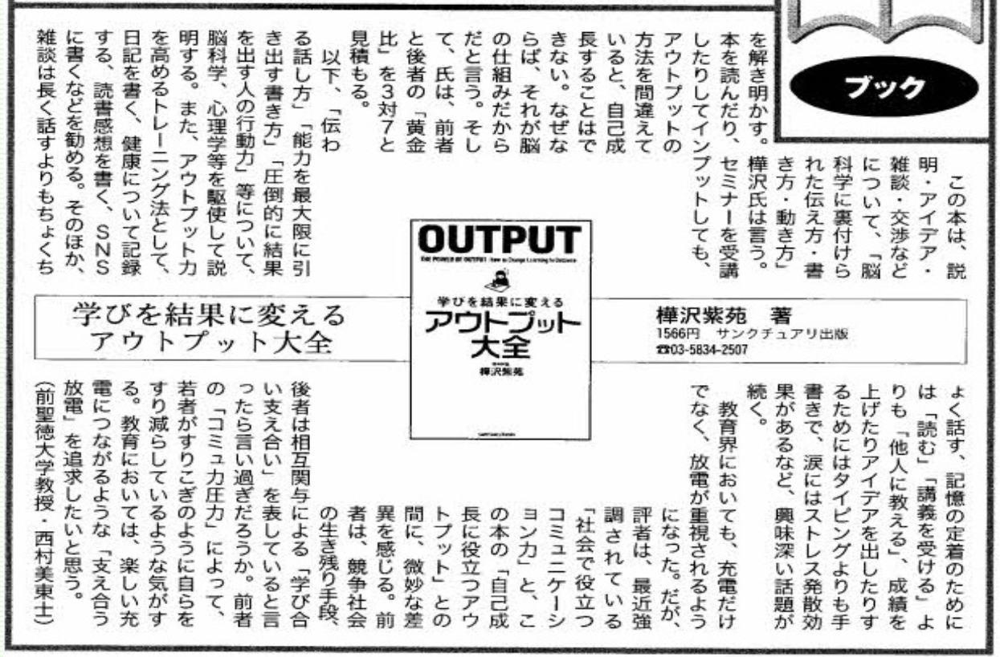 ブック
この本は、説
明・アイデア・
雑談・交渉など
について、「脳
科学に裏付けら
れた伝え方・書
き方・動き方」
を解き明かす。樺沢氏は言う。
本を読んだり、セミナーを受講
したりしてインプットしても、
アウトプットの
方法を間違えて
いると、自己成
長することはで
きない。なぜな
らば、それが脳
の仕組みだから
だと言う。そし
て、氏は、前者
と後者の「黄金
比」を3対7と
見積もる。
以下、「伝わ
る話し方」「能力を最大限に引
き出す書き方」「圧倒的に結果
を出す人の行動力」等について、
脳科学、心理学等を駆使して説
明する。また、アウトプット力
を高めるトレーニング法として、
日記を書く、健康について記録
する、読書感想を書く、SNS
に書くなどを勧める。そのほか、
雑談は長く話すよりもちょくち
学びを結果に変える
アウトプット大全
OUTPUT
THE POWER OF OUTPUT : How to Change Learning to Outcome
学びを結果に変える
アウトプット
大全
樺沢紫苑
樺沢紫苑 著
1566円 サンクチュアリ出版
☎03-5834-2507
ょく話す、記憶の定着のために
は「読む」「講義を受ける」よ
りも「他人に教える」、成績を
上げたりアイデアを出したりす
るためにはタイピングよりも手
書きで、涙にはストレス発散効
果があるなど、興味深い話題が
続く。
教育界においても、充電だけ
でなく、放電が重視されるよう
になった。だが、
評者は、最近強
調されている
「社会で役立つ
コミュニケーシ
ョン力」と、こ
の本の「自己成
長に役立つアウ
トプット」との
間に、微妙な差
異を感じる。前
者は、競争社会
の生き残り手段、
後者は相互関与による「学び合
い支え合い」を表していると言
ったら言い過ぎだろうか。前者
の「コミュ力圧力」によって、
若者がすりこぎのように自らを
すり減らしているような気がす
る。教育においては、楽しい充
電につながるような「支え合う
放電」を追求したいと思う。
(前聖徳大学教授・西村美東士)